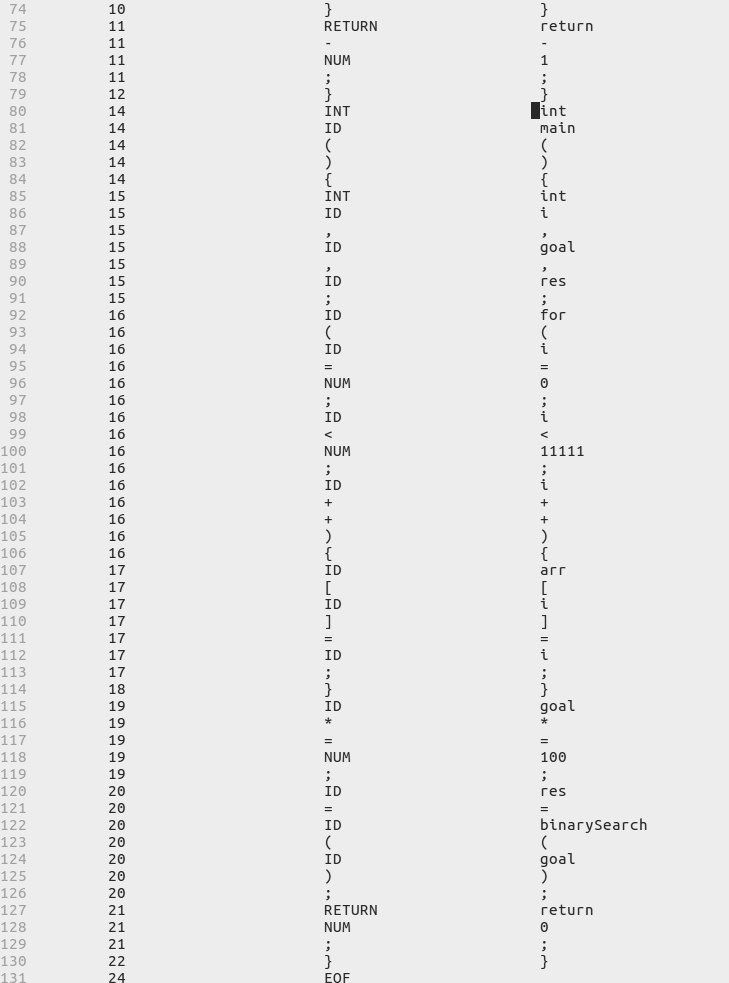 74 10 } }
75 11 RETURN return
76 11 - -
77 11 NUM 1
78 11 ; ;
79 12 } }
80 14 INT int
81 14 ID main
82 14 ( (
83 14 ) )
84 14 { {
85 15 INT int
86 15 ID i
87 15 , ,
88 15 ID goal
89 15 , ,
90 15 ID res
91 15 ; ;
92 16 ID for
93 16 ( (
94 16 ID i
95 16 = =
96 16 NUM 0
97 16 ; ;
98 16 ID i
99 16 < <
100 16 NUM 11111
101 16 ; ;
102 16 ID i
103 16 + +
104 16 + +
105 16 ) )
106 16 { {
107 17 ID arr
108 17 [ [
109 17 ID i
110 17 ] ]
111 17 = =
112 17 ID i
113 17 ; ;
114 18 } }
115 19 ID goal
116 19 * *
117 19 = =
118 19 NUM 100
119 19 ; ;
120 20 ID res
121 20 = =
122 20 ID binarySearch
123 20 ( (
124 20 ID goal
125 20 ) )
126 20 ; ;
127 21 RETURN return
128 21 NUM 0
129 21 ; ;
130 22 } }
131 24 EOF